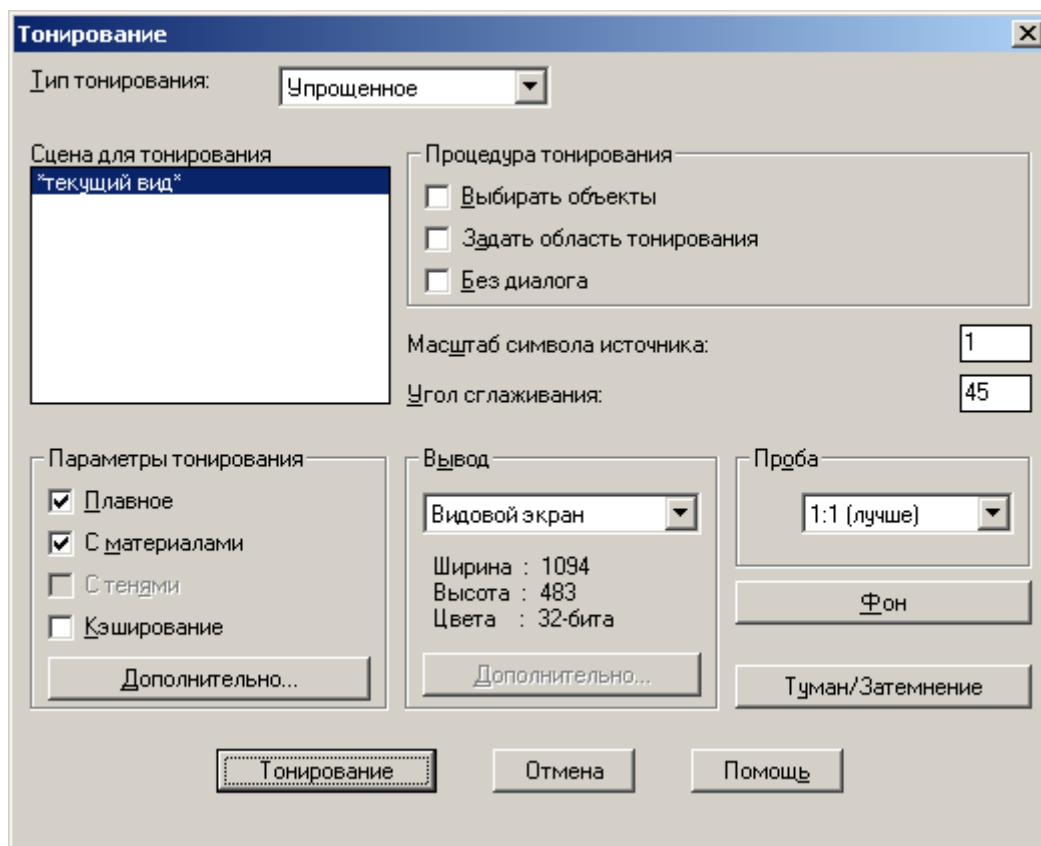 Тонирование
Тип тонирования:
Упрощенное
Сцена для тонирования
*текущий вид*
Процедура тонирования
Выбирать объекты
Задать область тонирования
Без диалога
Масштаб символа источника:
1
Угол сглаживания:
45
Параметры тонирования
Плавное
С материалами
С тенями
Кэширование
Дополнительно...
Вывод
Видовой экран
Ширина : 1094
Высота : 483
Цвета : 32-бита
Дополнительно...
Проба
1:1 (лучше)
Фон
Туман/Затемнение
Тонирование
Отмена
Помощь